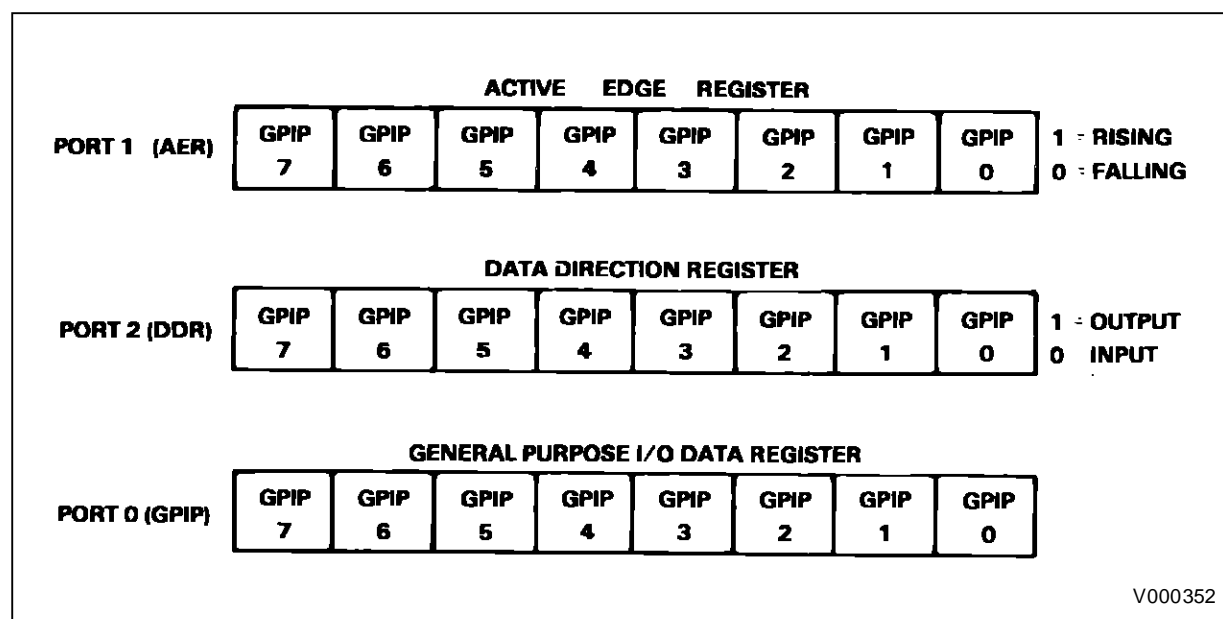 ACTIVE EDGE REGISTER
PORT 1 (AER) GPIP 7 GPIP 6 GPIP 5 GPIP 4 GPIP 3 GPIP 2 GPIP 1 GPIP 0 1 = RISING
0 = FALLING
DATA DIRECTION REGISTER
PORT 2 (DDR) GPIP 7 GPIP 6 GPIP 5 GPIP 4 GPIP 3 GPIP 2 GPIP 1 GPIP 0 1 = OUTPUT
0 INPUT
GENERAL PURPOSE I/O DATA REGISTER
PORT 0 (GPIP) GPIP 7 GPIP 6 GPIP 5 GPIP 4 GPIP 3 GPIP 2 GPIP 1 GPIP 0
V000352